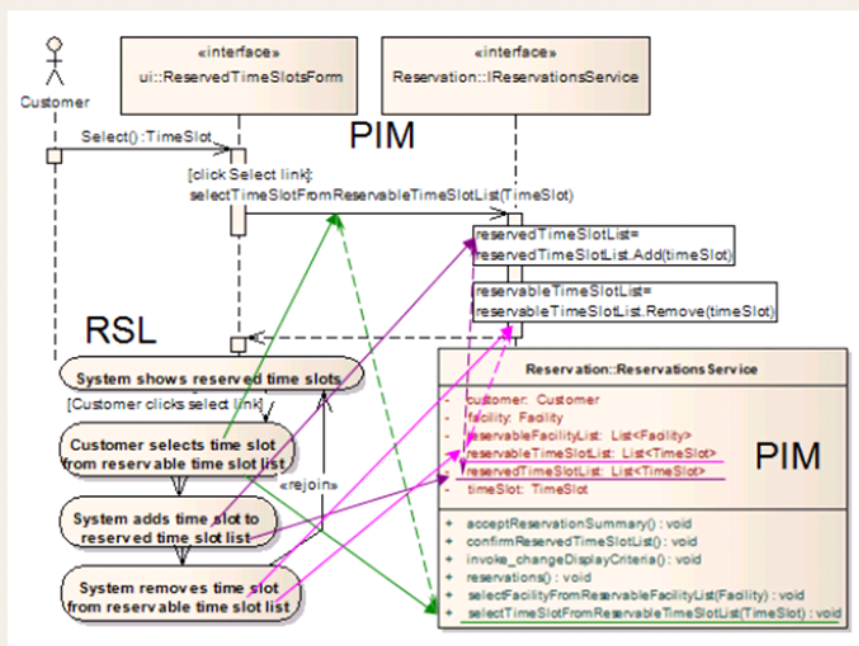 «interface»
ui::ReservedTimeSlotsForm
«interface»
Reservation::IReservationsService
Customer
PIM
Select():TimeSlot
[click Select link]:
selectTimeSlotFromReservableTimeSlotList(TimeSlot)
reservedTimeSlotList=
reservedTimeSlotList.Add(timeSlot)
reservableTimeSlotList=
reservableTimeSlotList.Remove(timeSlot)
RSL
System shows reserved time slots
[Customer clicks select link]
Customer selects time slot
from reservable time slot list
«rejoin»
System adds time slot to
reserved time slot list
System removes time slot
from reservable time slot list
Reservation::ReservationsService
- customer: Customer
- facility: Facility
- reservableFacilityList: List<Facility>
- reservableTimeSlotList: List<TimeSlot>
- reservedTimeSlotList: List<TimeSlot>
- timeSlot: TimeSlot
PIM
+ acceptReservationSummary() : void
+ confirmReservedTimeSlotList() : void
+ invoke_changeDisplayCriteria() : void
+ reservations() : void
+ selectFacilityFromReservableFacilityList(Facility) : void
+ selectTimeSlotFromReservableTimeSlotList(TimeSlot) : void